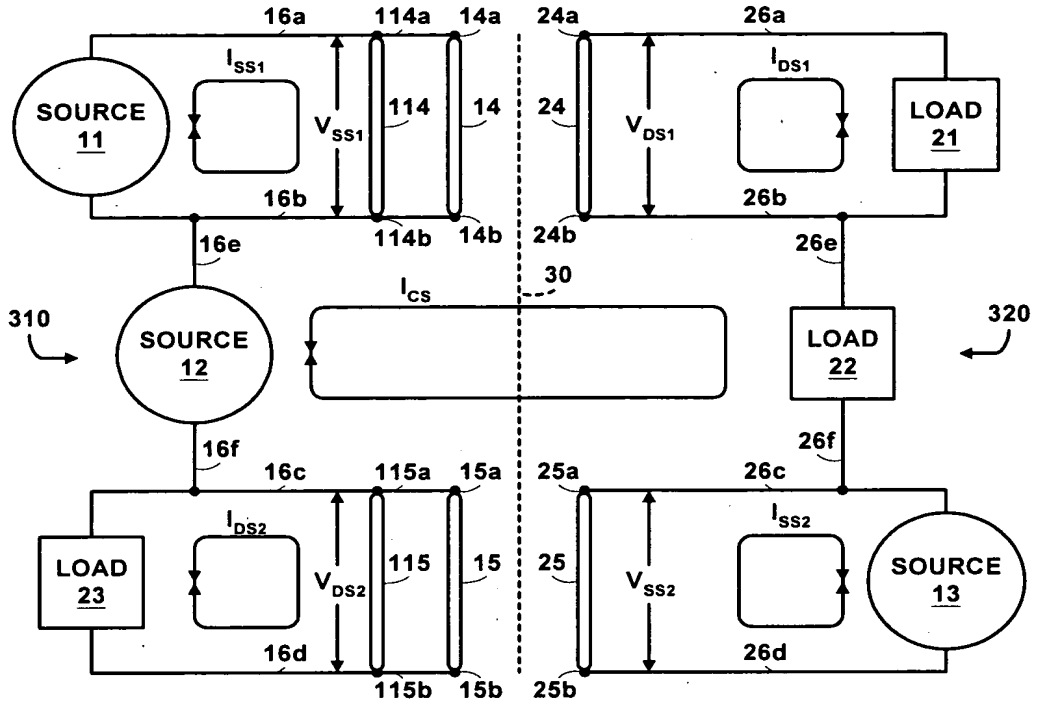 16a 114a 14a 24a 26a
I_SS1 I_DS1
SOURCE
11
V_SS1
114
14
24
V_DS1
LOAD
21
16b 26b
114b 14b 24b
16e 26e
30
I_CS
310
SOURCE
12
LOAD
22
320
16f 26f
16c 115a 15a 25a 26c
I_DS2 I_SS2
LOAD
23
V_DS2
115
15
25
V_SS2
SOURCE
13
16d 26d
115b 15b 25b